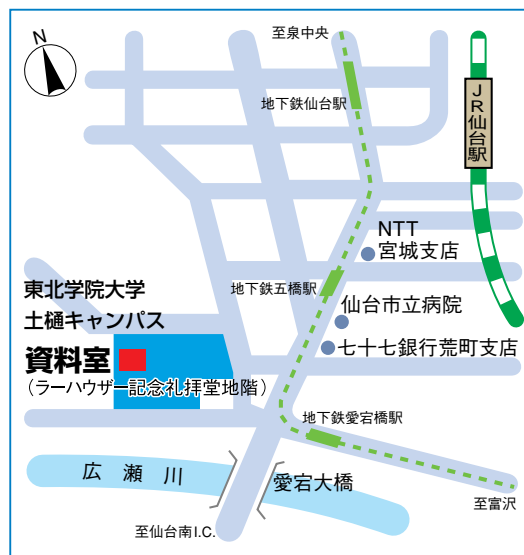 N
至泉中央
地下鉄仙台駅
JR仙台駅
NTT
宮城支店
地下鉄五橋駅
仙台市立病院
東北学院大学
土樋キャンパス
資料室
(ラーハウザー記念礼拝堂地階)
七十七銀行荒町支店
地下鉄愛宕橋駅
広瀬川
愛宕大橋
至富沢
至仙台南I.C.